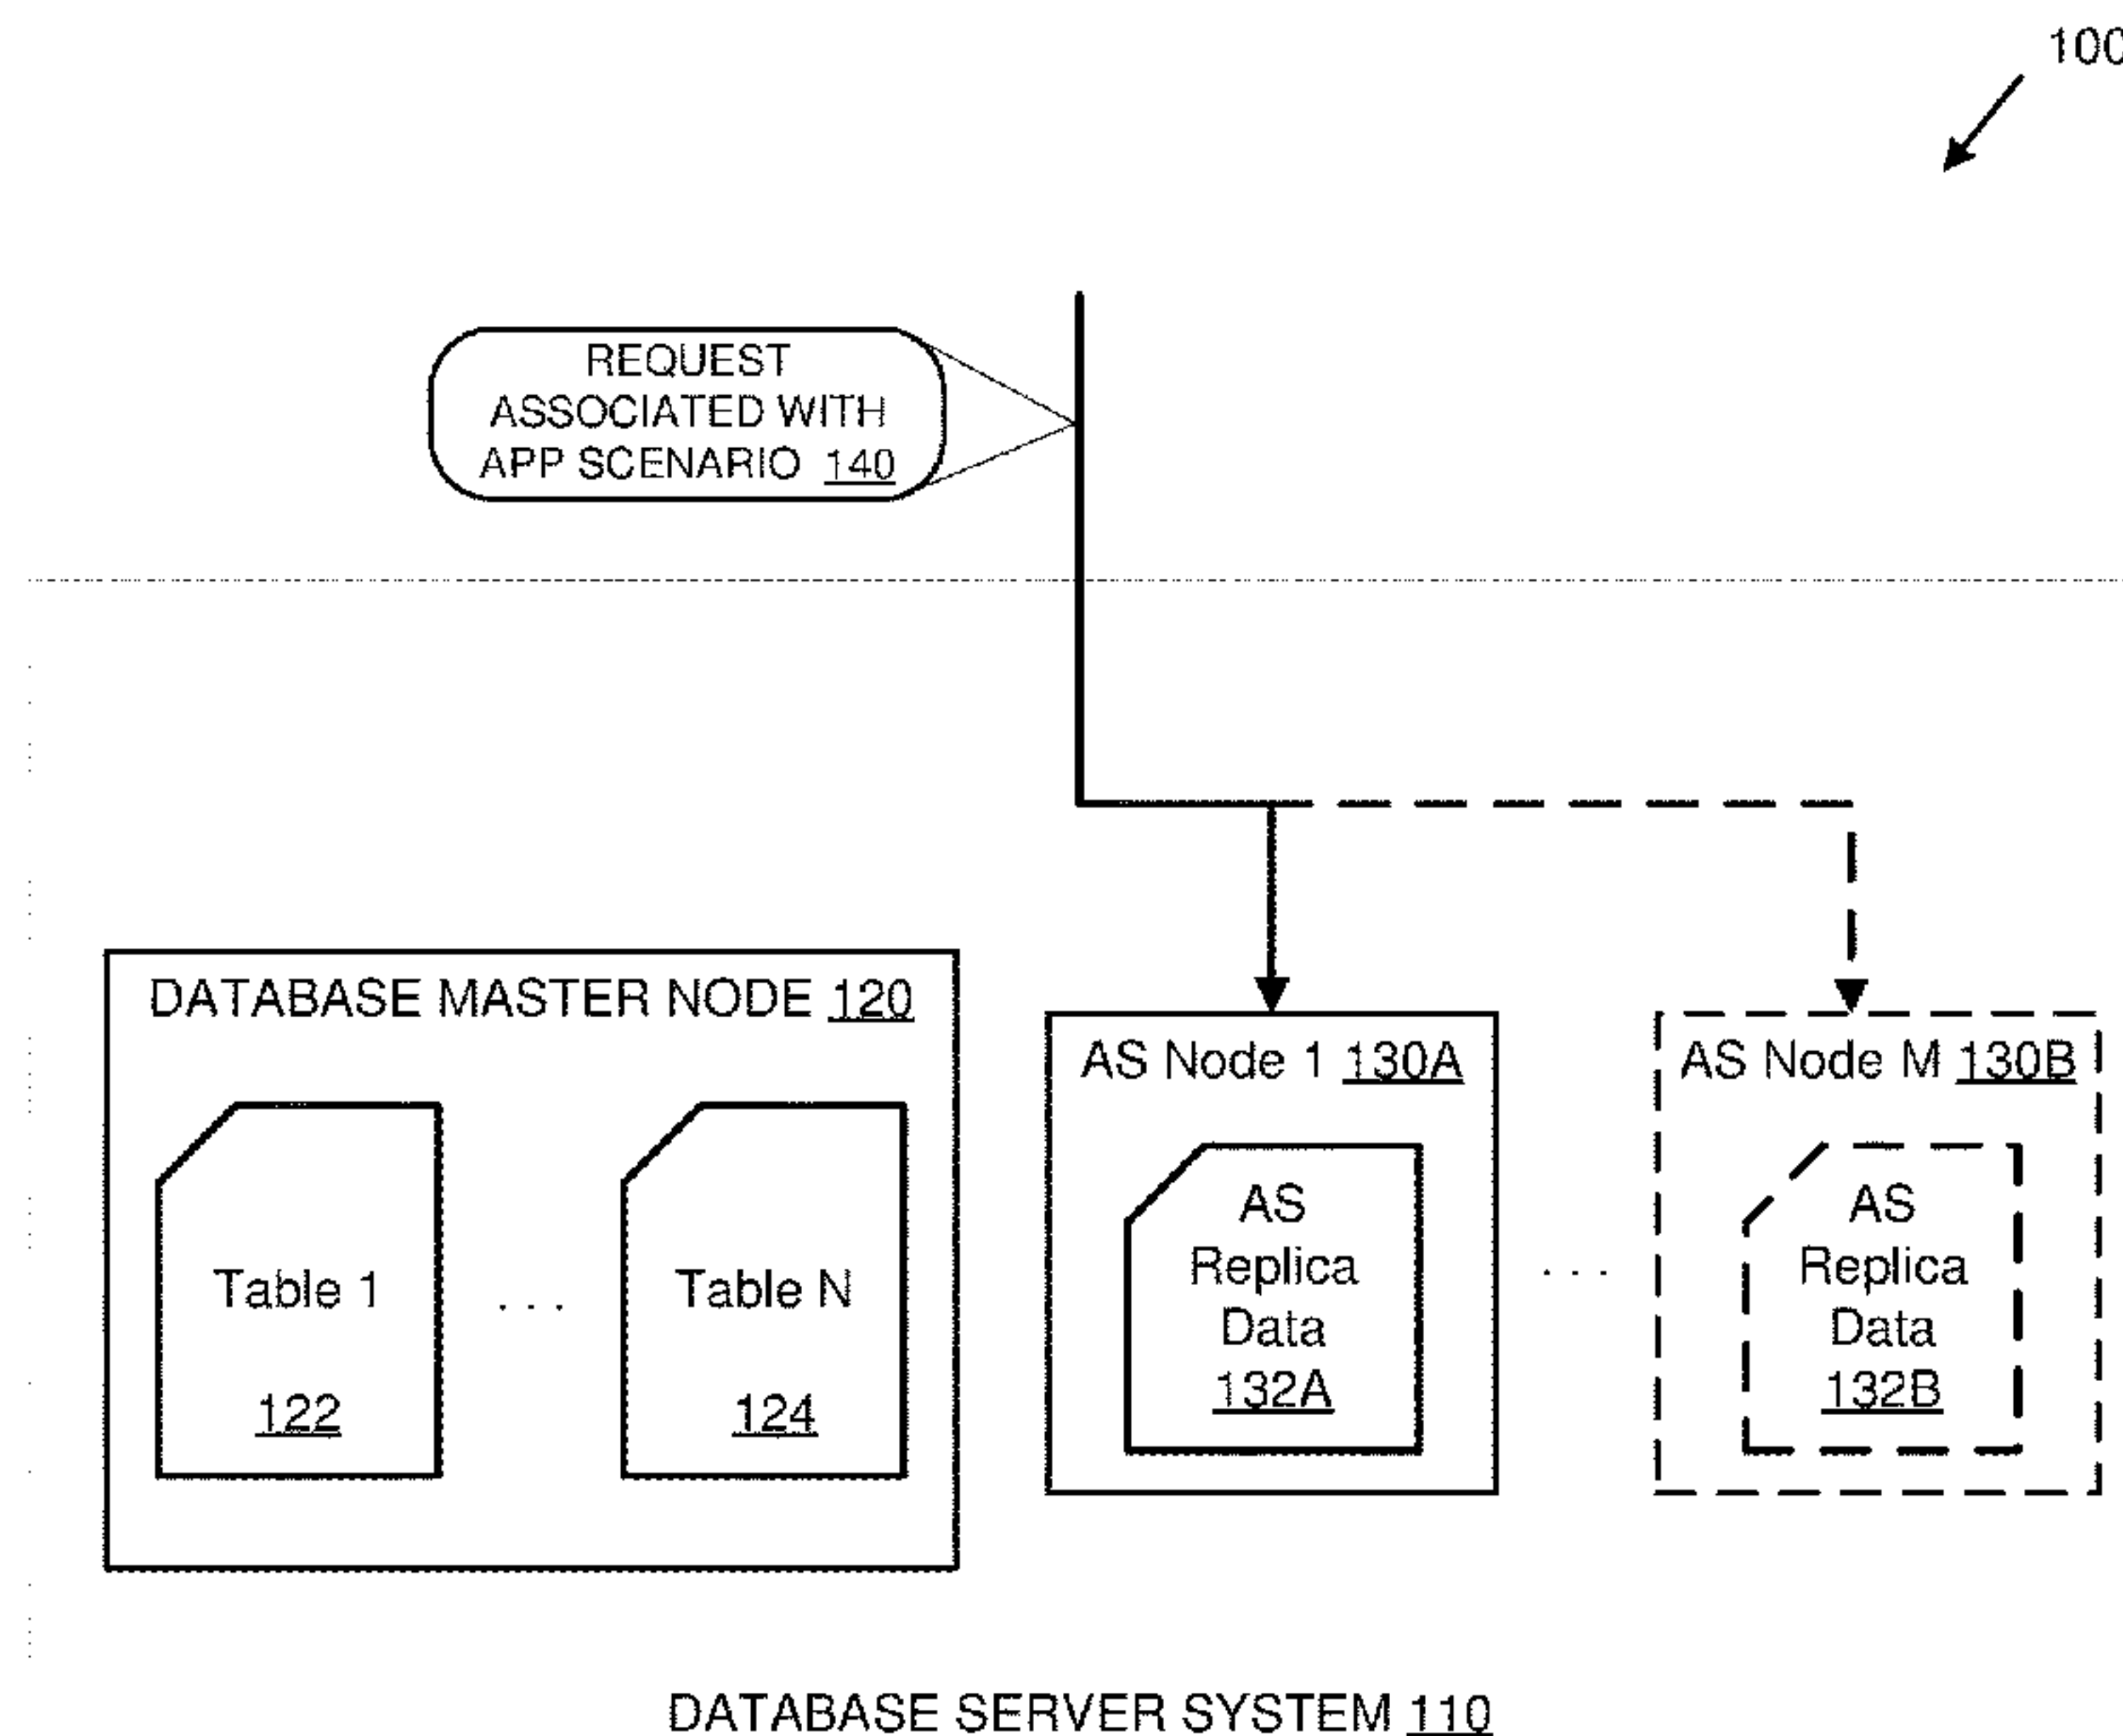 100
REQUEST
ASSOCIATED WITH
APP SCENARIO 140
DATABASE MASTER NODE 120
Table 1
122
. . .
Table N
124
AS Node 1 130A
AS
Replica
Data
132A
. . .
AS Node M 130B
AS
Replica
Data
132B
DATABASE SERVER SYSTEM 110